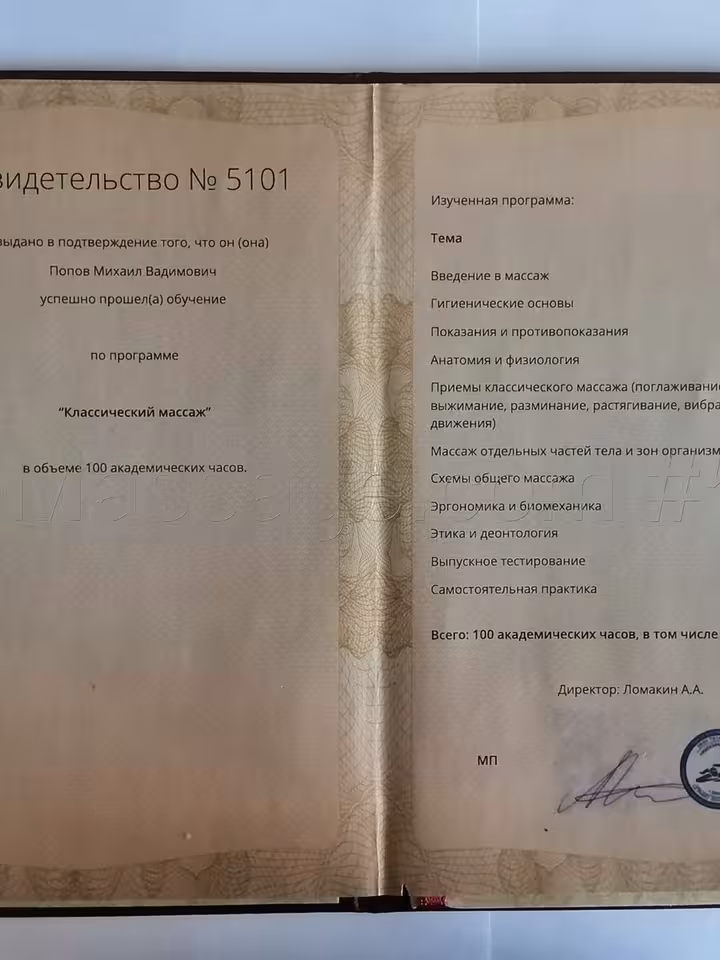 видетельство № 5101
выдано в подтверждение того, что он (она)
Попов Михаил Вадимович
успешно прошел(а) обучение
по программе
“Классический массаж”
в объеме 100 академических часов.
Изученная программа:
Тема
Введение в массаж
Гигиенические основы
Показания и противопоказания
Анатомия и физиология
Приемы классического массажа (поглаживани
выжимание, разминание, растягивание, вибра
движения)
Массаж отдельных частей тела и зон организм
Схемы общего массажа
Эргономика и биомеханика
Этика и деонтология
Выпускное тестирование
Самостоятельная практика
Всего: 100 академических часов, в том числе
Директор: Ломакин А.А.
МП